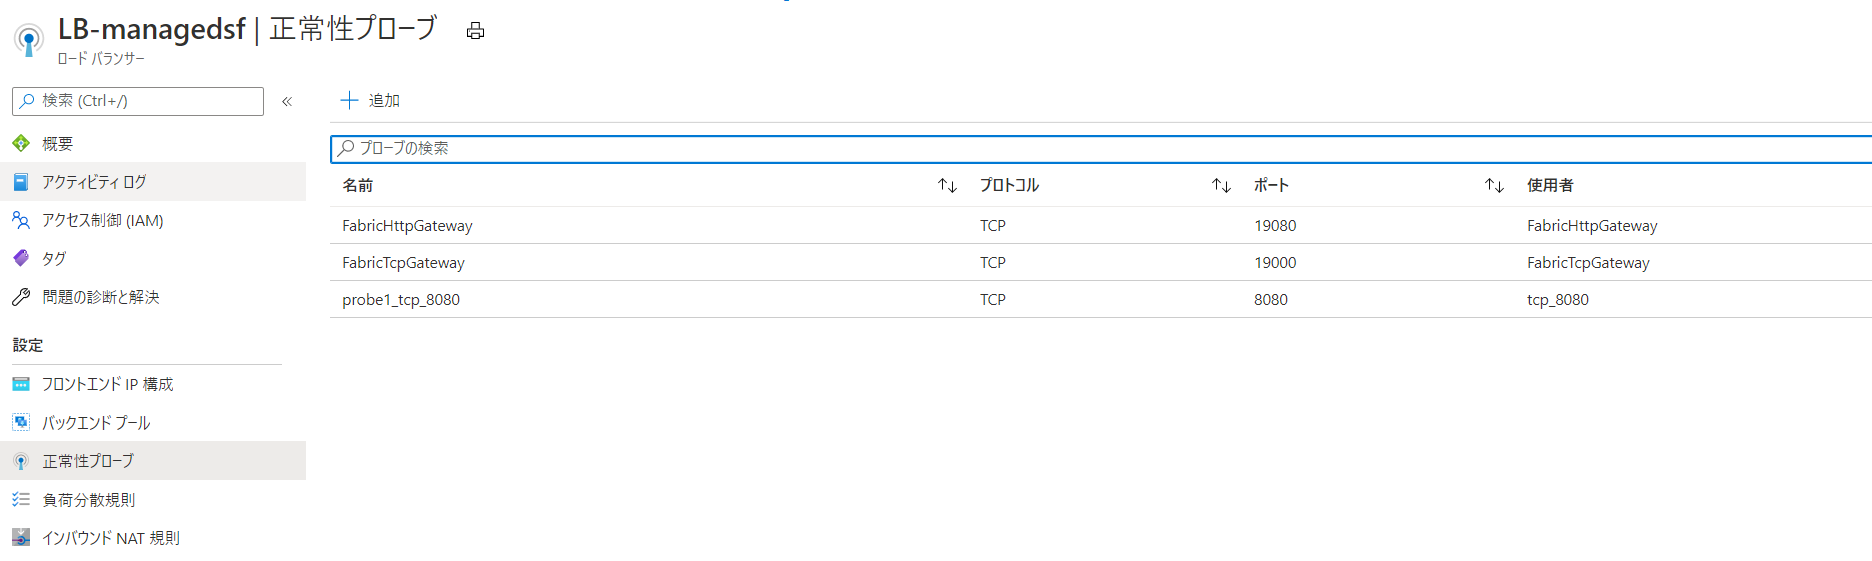 LB-managedsf | 正常性プローブ
ロード バランサー
検索 (Ctrl+/)
«
概要
アクティビティ ログ
アクセス制御 (IAM)
タグ
問題の診断と解決
設定
フロントエンド IP 構成
バックエンド プール
正常性プローブ
負荷分散規則
インバウンド NAT 規則
追加
プローブの検索
名前 プロトコル ポート 使用者
FabricHttpGateway TCP 19080 FabricHttpGateway
FabricTcpGateway TCP 19000 FabricTcpGateway
probe1_tcp_8080 TCP 8080 tcp_8080